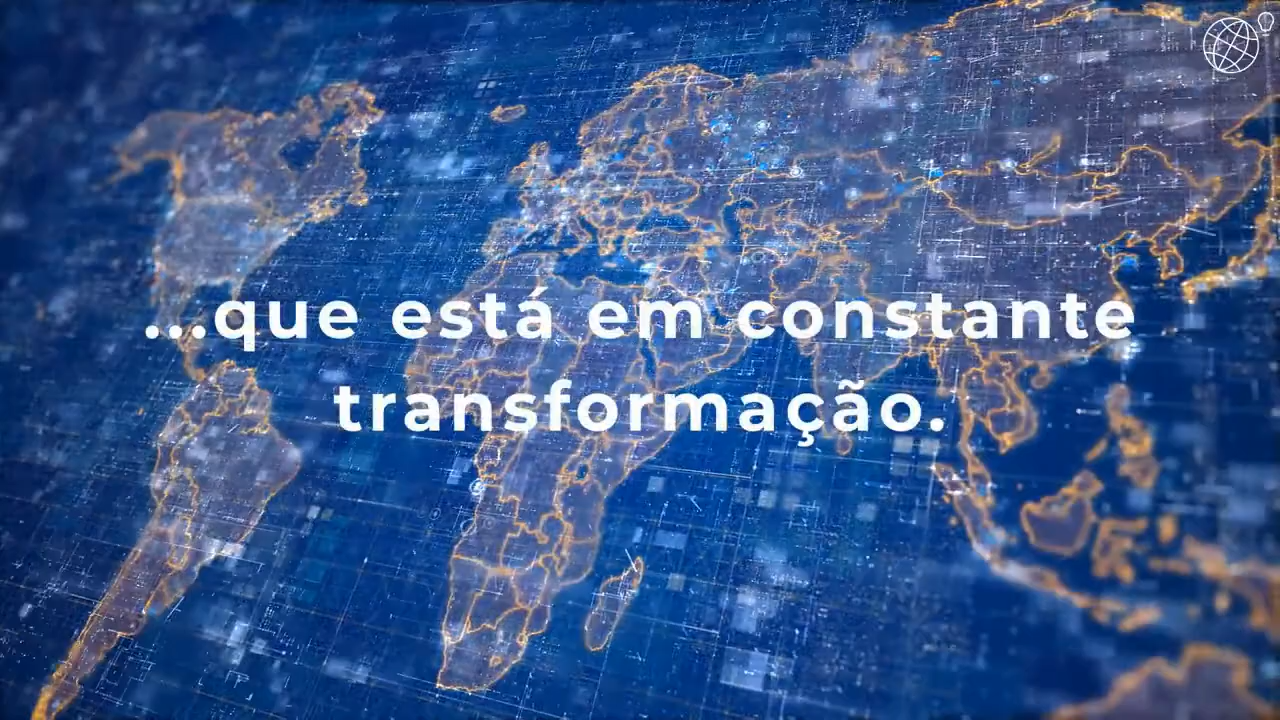 ...que está em constante
transformação.